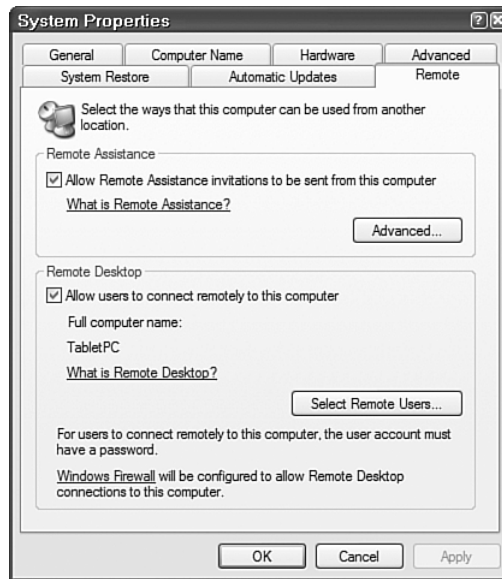 System Properties
General Computer Name Hardware Advanced
System Restore Automatic Updates Remote
Select the ways that this computer can be used from another
location.
Remote Assistance
Allow Remote Assistance invitations to be sent from this computer
What is Remote Assistance?
Advanced...
Remote Desktop
Allow users to connect remotely to this computer
Full computer name:
TabletPC
What is Remote Desktop?
Select Remote Users...
For users to connect remotely to this computer, the user account must
have a password.
Windows Firewall will be configured to allow Remote Desktop
connections to this computer.
OK Cancel Apply